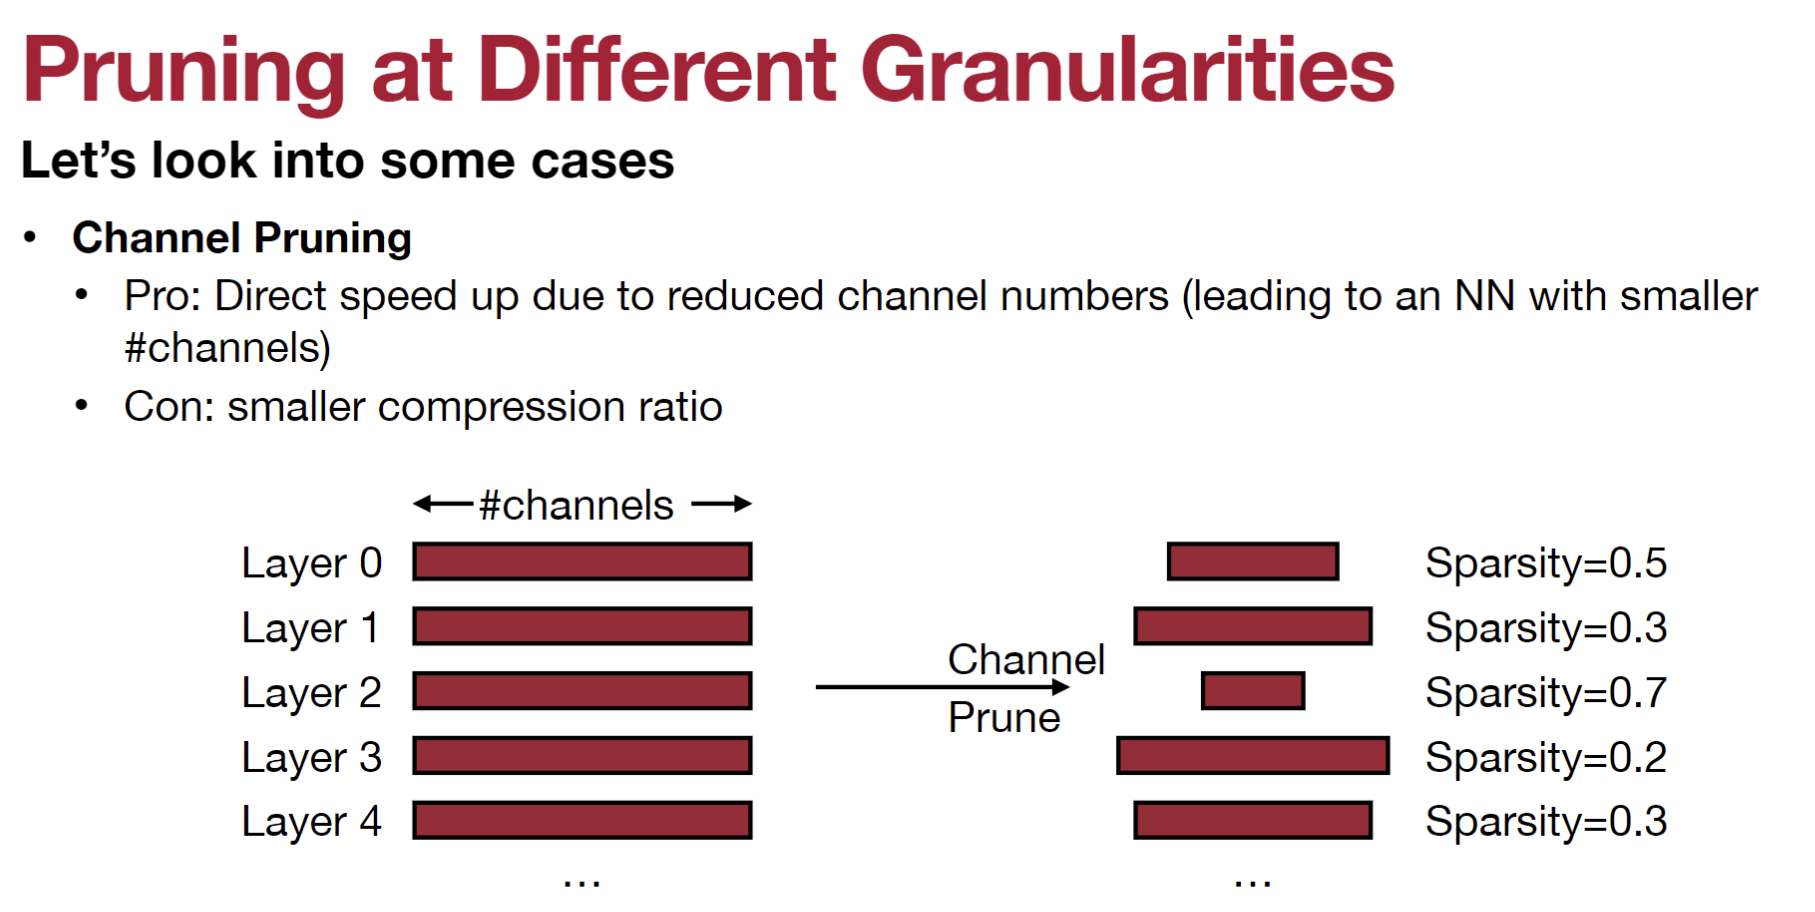 Pruning at Different Granularities
Let's look into some cases
• Channel Pruning
• Pro: Direct speed up due to reduced channel numbers (leading to an NN with smaller
#channels)
• Con: smaller compression ratio
#channels
Layer 0
Sparsity=0.5
Layer 1
Sparsity=0.3
Channel
Layer 2
Sparsity=0.7
Prune
Layer 3
Sparsity=0.2
Layer 4
Sparsity=0.3
... ...